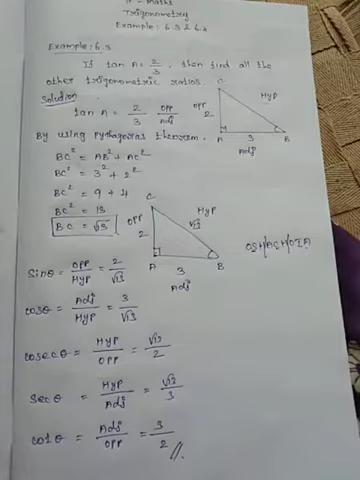 Maths
Trigonometry
Example: 6.3 & 6.4
Example: 6.3
If tan A = 2/3, then find all the
other trigonometric ratios.
Solution
tan A = 2/3 OPP/Adj
C
OPP
2
HYP
A 3 B
Adj
By using Pythagoras theorem.
BC² = AB² + AC²
BC² = 3² + 2²
BC² = 9 + 4
BC² = 13
BC = √13
C
OPP
2
HYP
√13
A 3 B
Adj
OSH/ACH/OTA
Sinθ = OPP/HYP = 2/√13
cosθ = Adj/HYP = 3/√13
cosecθ = HYP/OPP = √13/2
secθ = HYP/Adj = √13/3
cotθ = Adj/OPP = 3/2 //.